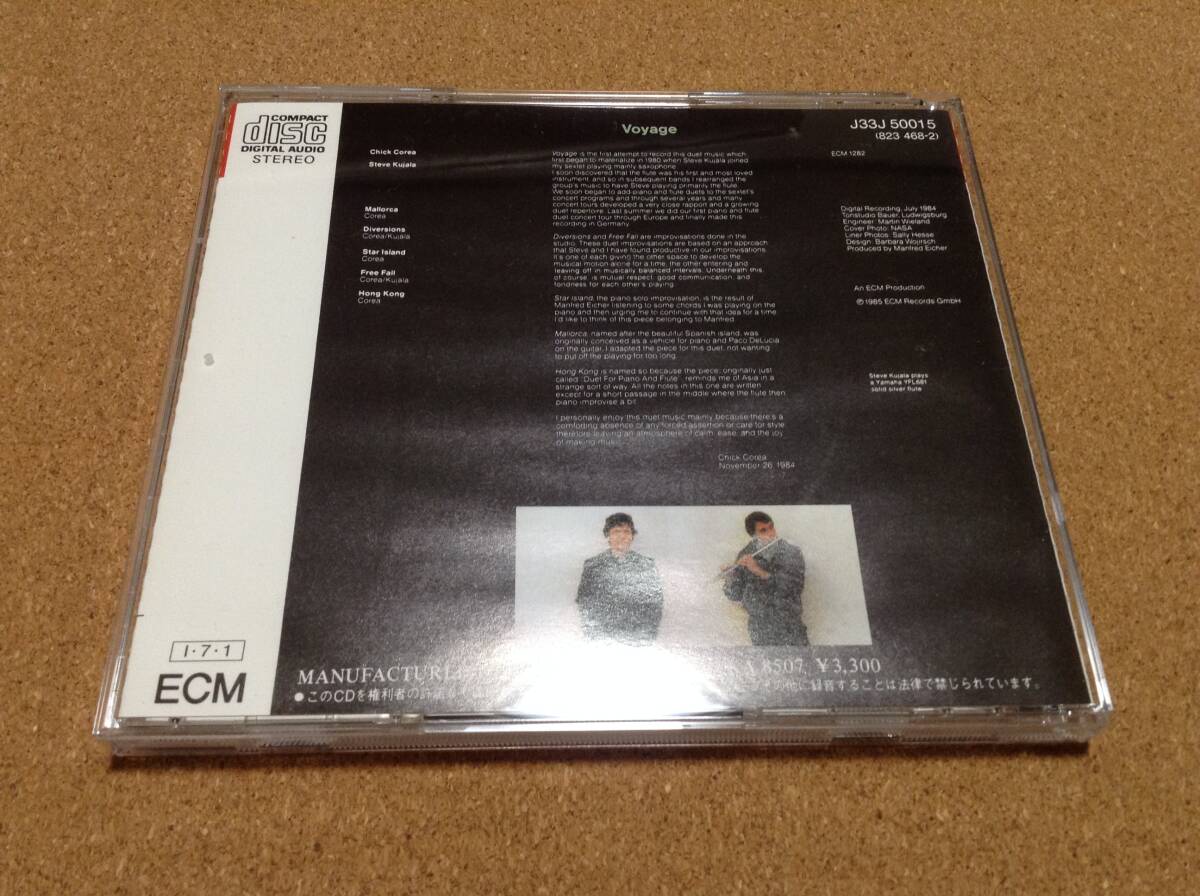 COMPACT
disc
DIGITAL AUDIO
STEREO
Voyage
J33J 50015
(823 468-2)
Chick Corea
Steve Kujala
Mallorca
Corea
Diversions
Corea/Kujala
Star Island
Corea
Free Fall
Corea/Kujala
Hong Kong
Corea
Voyage is the first attempt to record this duet music which
first began to materialize in 1980 when Steve Kujala joined
my sextet playing mainly saxophone.
I soon discovered that the flute was his first and most loved
instrument, and so in subsequent bands I rearranged the
group's music to have Steve playing primarily the flute.
We soon began to add piano and flute duets to the sextet's
concert programs and through several years and many
concert tours developed a very close rapport and a growing
duet repertoire. Last summer we did our first piano and flute
duet concert tour through Europe and finally made this
recording in Germany.
Diversions and Free Fall are improvisations done in the
studio. These duet improvisations are based on an approach
that Steve and I have found productive in our improvisations.
It's one of each giving the other space to develop the
musical motion alone for a time, the other entering and
leaving off in musically balanced intervals. Underneath this,
of course, is mutual respect, good communication, and
fondness for each other's playing.
Star Island, the piano solo improvisation, is the result of
Manfred Eicher listening to some chords I was playing on the
piano and then urging me to continue with that idea for a time.
I'd like to think of this piece belonging to Manfred.
Mallorca, named after the beautiful Spanish island, was
originally conceived as a vehicle for piano and Paco DeLucia
on the guitar. I adapted the piece for this duet, not wanting
to put off the playing for too long.
Hong Kong is named so because the piece, originally just
called "Duet For Piano And Flute", reminds me of Asia in a
strange sort of way. All the notes in this one are written
except for a short passage in the middle where the flute then
piano improvise a bit.
I personally enjoy this duet music mainly because there's a
comforting absence of any forced assertion or care for style
therefore leaving an atmosphere of calm, ease, and the joy
of making music.
Chick Corea
November 26, 1984
ECM 1282
Digital Recording, July 1984
Tonstudio Bauer, Ludwigsburg
Engineer: Martin Wieland
Cover Photo: NASA
Liner Photos: Sally Hesse
Design: Barbara Wojirsch
Produced by Manfred Eicher
An ECM Production
℗ 1985 ECM Records GmbH
Steve Kujala plays
a Yamaha YFL681
solid silver flute
I·7·1
ECM
MANUFACTURE 8507, ¥3,300
●このCDを権利者の許諾 その他に録音することは法律で禁じられています。